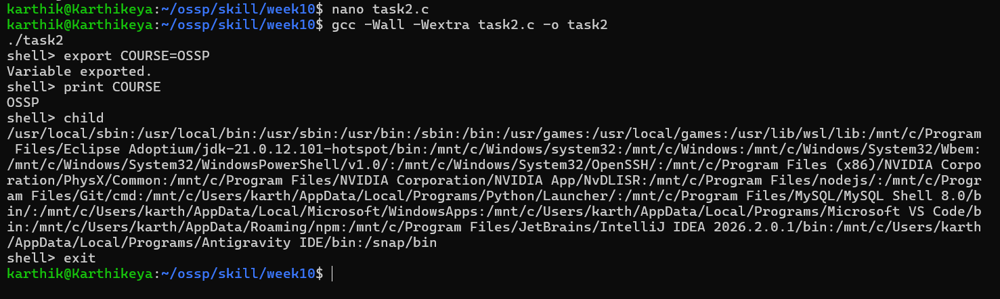 karthik@Karthikeya:~/ossp/skill/week10$ nano task2.c
karthik@Karthikeya:~/ossp/skill/week10$ gcc -Wall -Wextra task2.c -o task2
./task2
shell> export COURSE=OSSP
Variable exported.
shell> print COURSE
OSSP
shell> child
/usr/local/sbin:/usr/local/bin:/usr/sbin:/usr/bin:/sbin:/bin:/usr/games:/usr/local/games:/usr/lib/wsl/lib:/mnt/c/Program
 Files/Eclipse Adoptium/jdk-21.0.12.101-hotspot/bin:/mnt/c/Windows/system32:/mnt/c/Windows:/mnt/c/Windows/System32/Wbem:
/mnt/c/Windows/System32/WindowsPowerShell/v1.0/:/mnt/c/Windows/System32/OpenSSH/:/mnt/c/Program Files (x86)/NVIDIA Corpo
ration/PhysX/Common:/mnt/c/Program Files/NVIDIA Corporation/NVIDIA App/NvDLISR:/mnt/c/Program Files/nodejs/:/mnt/c/Progr
am Files/Git/cmd:/mnt/c/Users/karth/AppData/Local/Programs/Python/Launcher/:/mnt/c/Program Files/MySQL/MySQL Shell 8.0/b
in/:/mnt/c/Users/karth/AppData/Local/Microsoft/WindowsApps:/mnt/c/Users/karth/AppData/Local/Programs/Microsoft VS Code/b
in:/mnt/c/Users/karth/AppData/Roaming/npm:/mnt/c/Program Files/JetBrains/IntelliJ IDEA 2026.2.0.1/bin:/mnt/c/Users/karth
/AppData/Local/Programs/Antigravity IDE/bin:/snap/bin
shell> exit
karthik@Karthikeya:~/ossp/skill/week10$